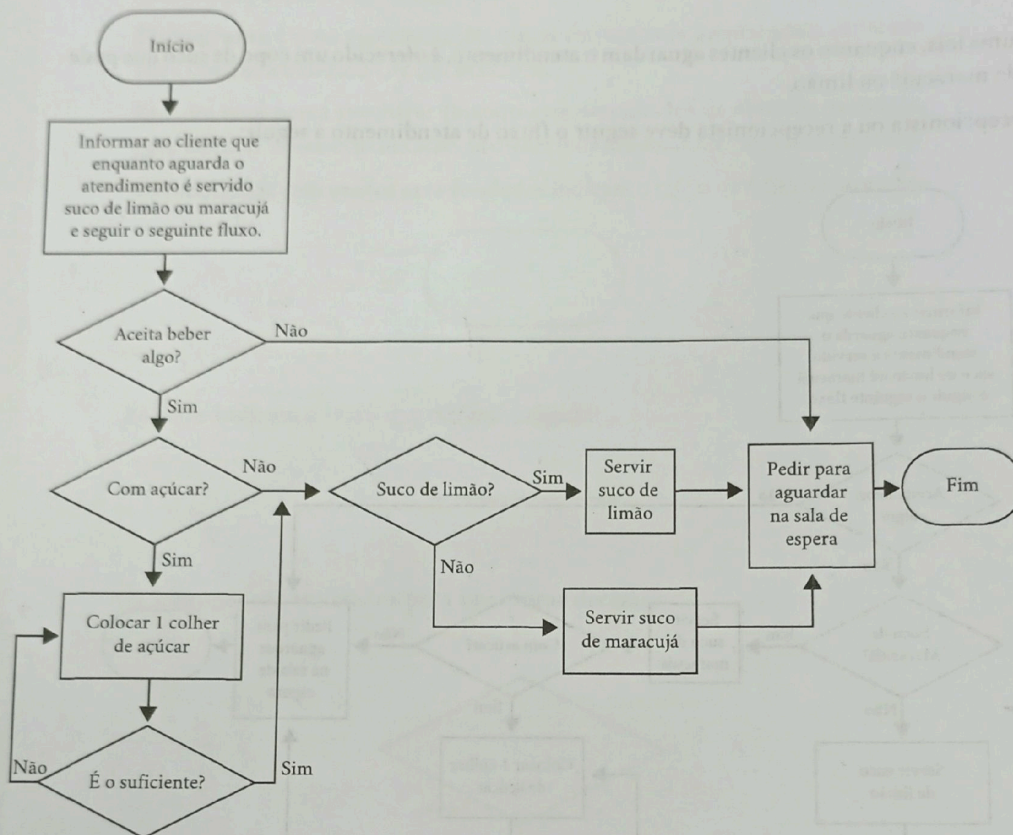 Início
Informar ao cliente que
enquanto aguarda o
atendimento é servido
suco de limão ou maracujá
e seguir o seguinte fluxo.
Aceita beber
algo?
Não
Sim
Com açúcar?
Não
Suco de limão?
Sim
Servir
suco de
limão
Pedir para
aguardar
na sala de
espera
Fim
Sim
Não
Colocar 1 colher
de açúcar
Servir suco
de maracujá
Não
É o suficiente?
Sim